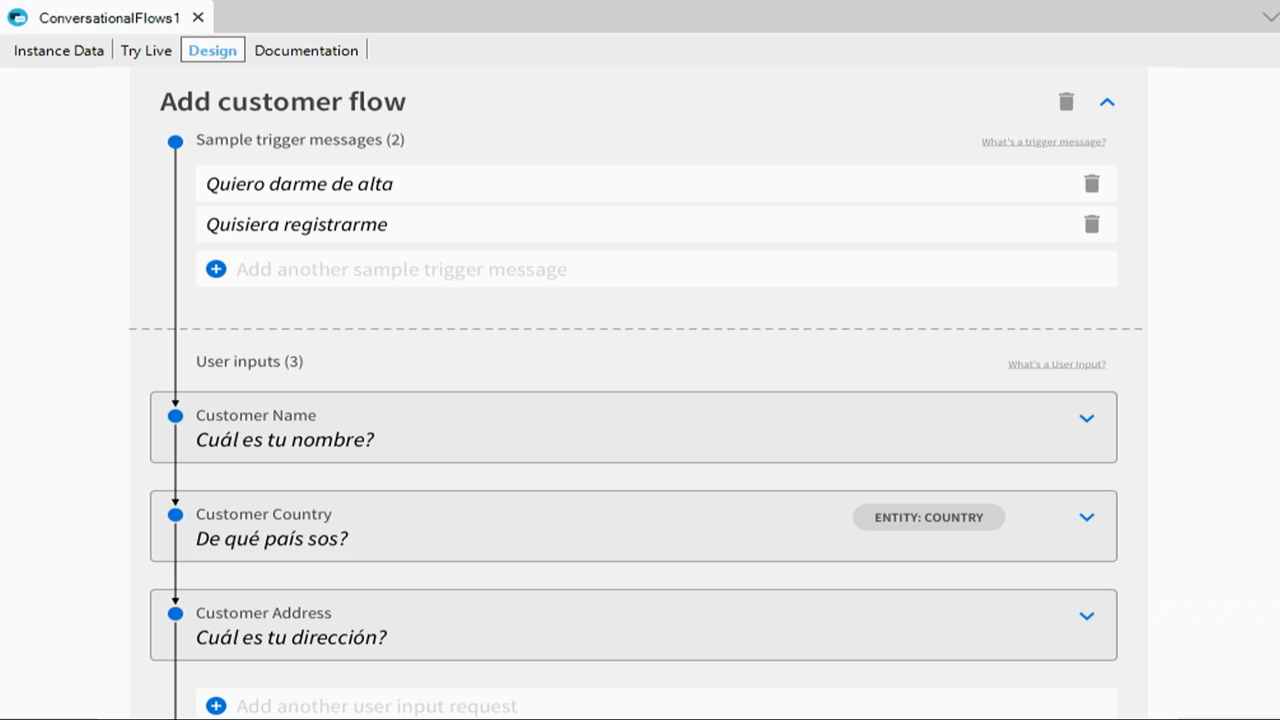 ConversationalFlows1
Instance Data Try Live Design Documentation
Add customer flow
Sample trigger messages (2) What's a trigger message?
Quiero darme de alta
Quisiera registrarme
Add another sample trigger message
User inputs (3) What's a User Input?
Customer Name
Cuál es tu nombre?
Customer Country ENTITY: COUNTRY
De qué país sos?
Customer Address
Cuál es tu dirección?
Add another user input request